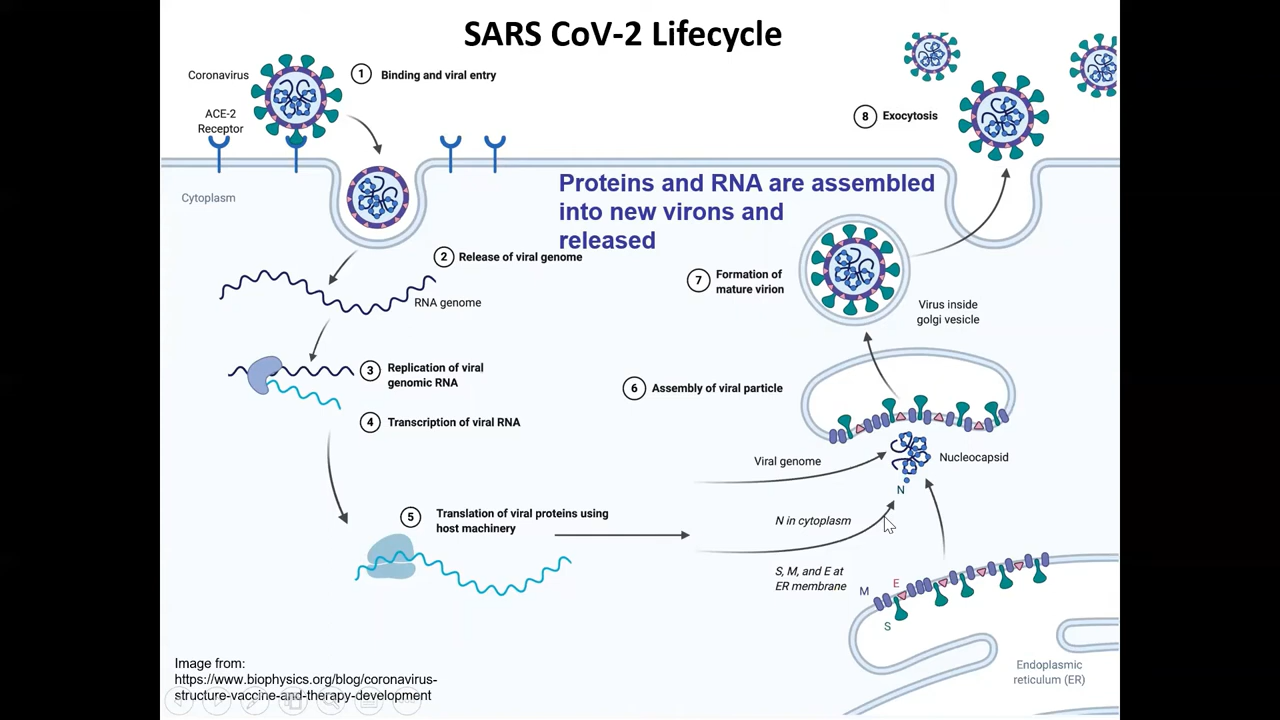 SARS CoV-2 Lifecycle
Coronavirus
1
Binding and viral entry
ACE-2
Receptor
8
Exocytosis
Cytoplasm
Proteins and RNA are assembled
into new virons and
released
2
Release of viral genome
RNA genome
7
Formation of
mature virion
Virus inside
golgi vesicle
3
Replication of viral
genomic RNA
4
Transcription of viral RNA
6
Assembly of viral particle
Viral genome
Nucleocapsid
N
5
Translation of viral proteins using
host machinery
N in cytoplasm
S, M, and E at
ER membrane
M
E
S
Endoplasmic
reticulum (ER)
Image from:
https://www.biophysics.org/blog/coronavirus-
structure-vaccine-and-therapy-development